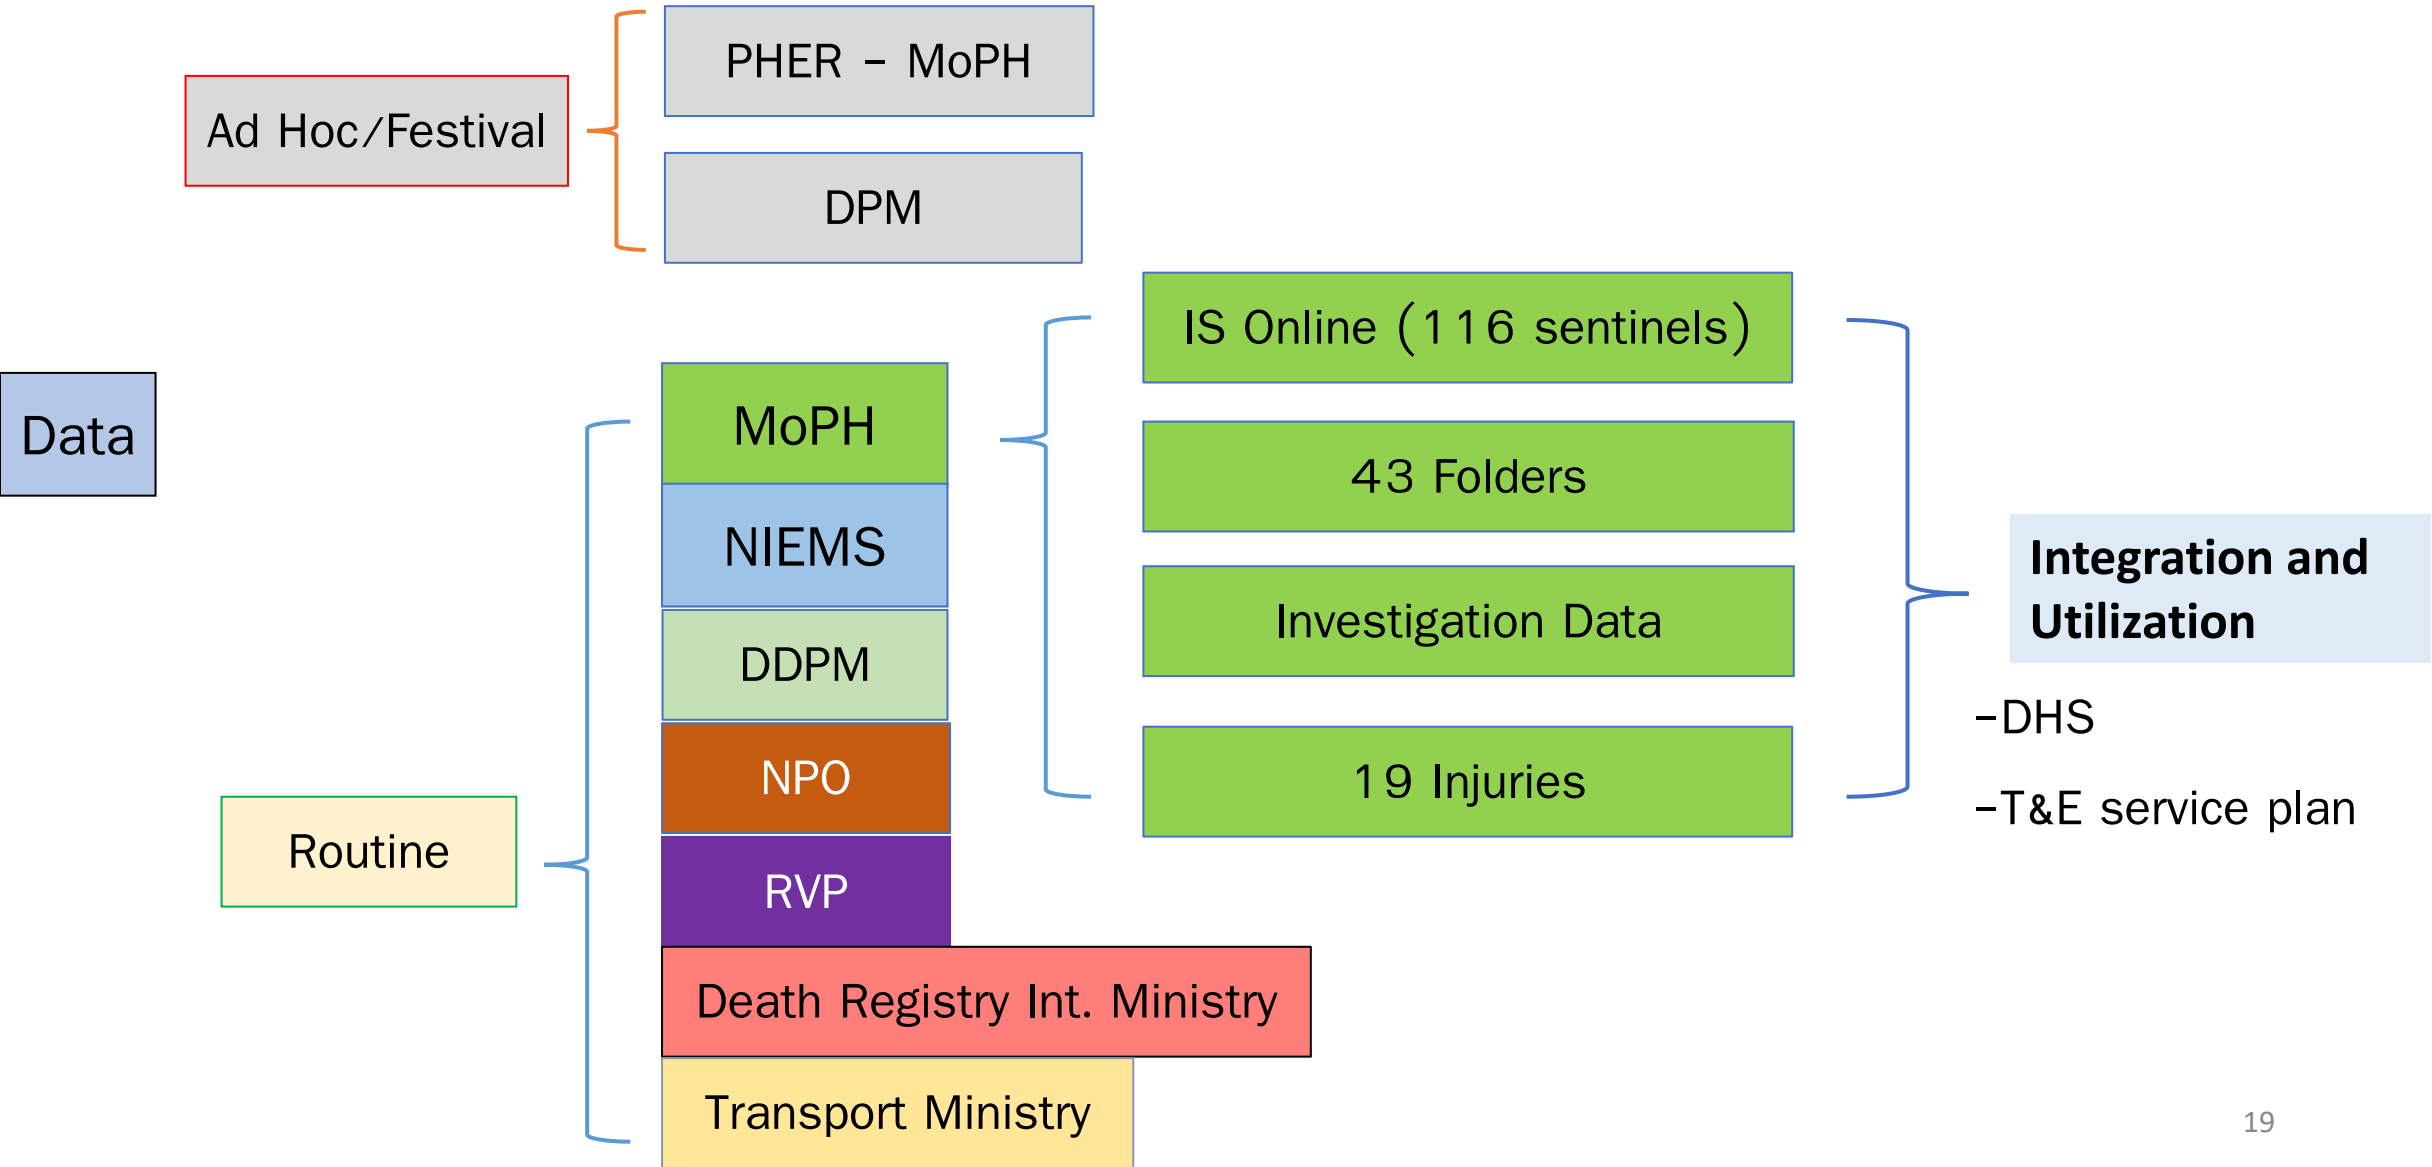 PHER – MoPH
Ad Hoc/Festival
DPM
IS Online (116 sentinels)
MoPH
Data
43 Folders
NIEMS
Integration and
Utilization
Investigation Data
DDPM
-DHS
NPO
19 Injuries
-T&E service plan
Routine
RVP
Death Registry Int. Ministry
Transport Ministry
19